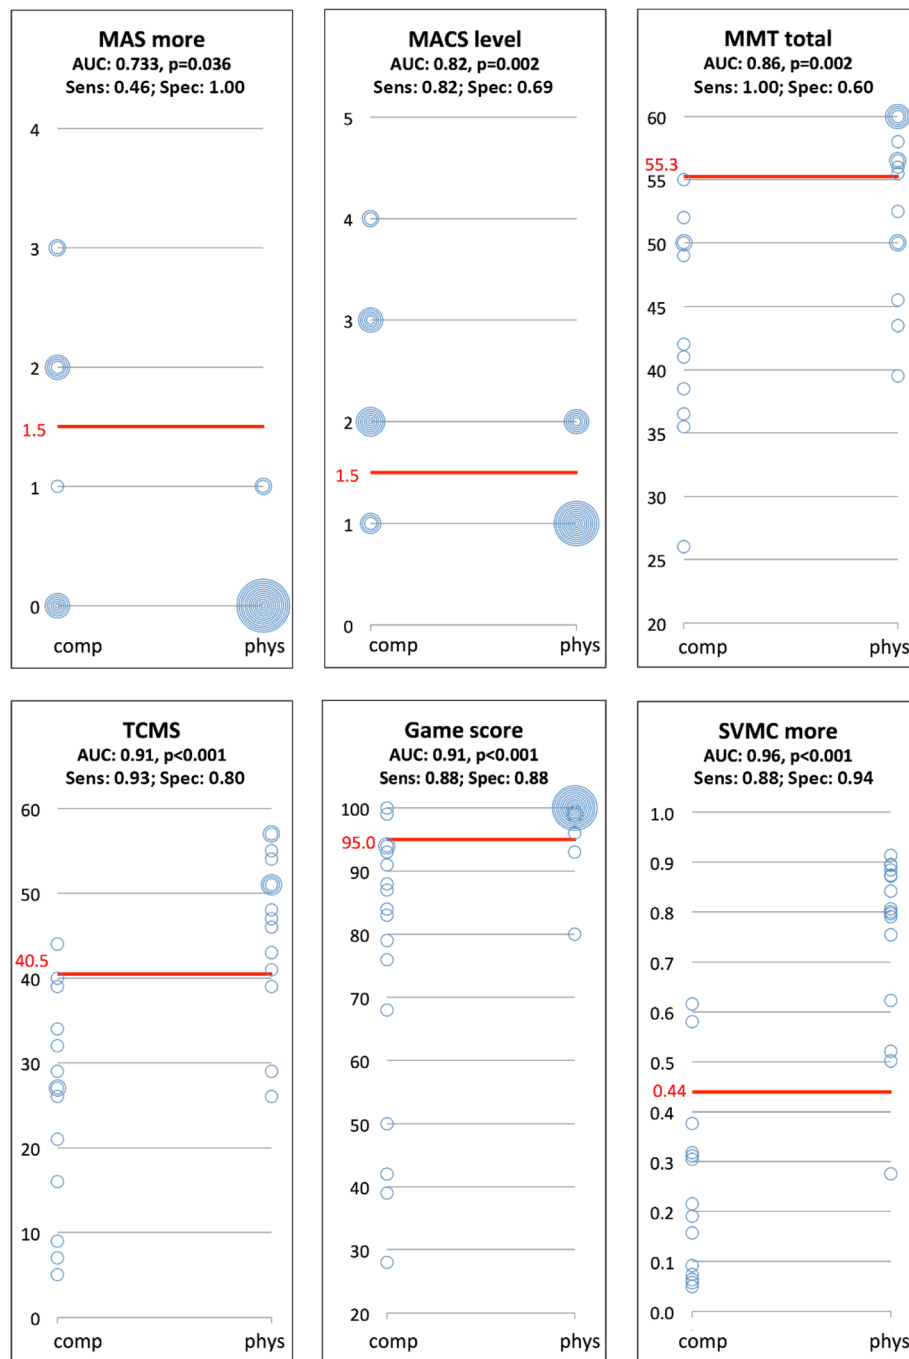 MAS more
AUC: 0.733, p=0.036
Sens: 0.46; Spec: 1.00
4
3
2
1.5
1
0
comp phys
MACS level
AUC: 0.82, p=0.002
Sens: 0.82; Spec: 0.69
5
4
3
2
1.5
1
0
comp phys
MMT total
AUC: 0.86, p=0.002
Sens: 1.00; Spec: 0.60
60
55.3
55
50
45
40
35
30
25
20
comp phys
TCMS
AUC: 0.91, p<0.001
Sens: 0.93; Spec: 0.80
60
50
40.5
40
30
20
10
0
comp phys
Game score
AUC: 0.91, p<0.001
Sens: 0.88; Spec: 0.88
100
95.0
90
80
70
60
50
40
30
20
comp phys
SVMC more
AUC: 0.96, p<0.001
Sens: 0.88; Spec: 0.94
1.0
0.9
0.8
0.7
0.6
0.5
0.44
0.4
0.3
0.2
0.1
0.0
comp phys